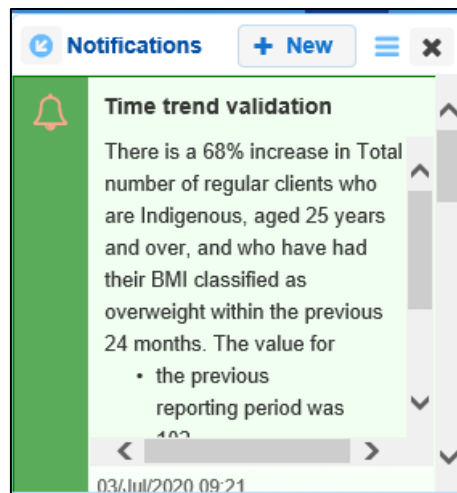 Notifications
+ New
Time trend validation
There is a 68% increase in Total
number of regular clients who
are Indigenous, aged 25 years
and over, and who have had
their BMI classified as
overweight within the previous
24 months. The value for
• the previous
reporting period was
03/Jul/2020 09:21